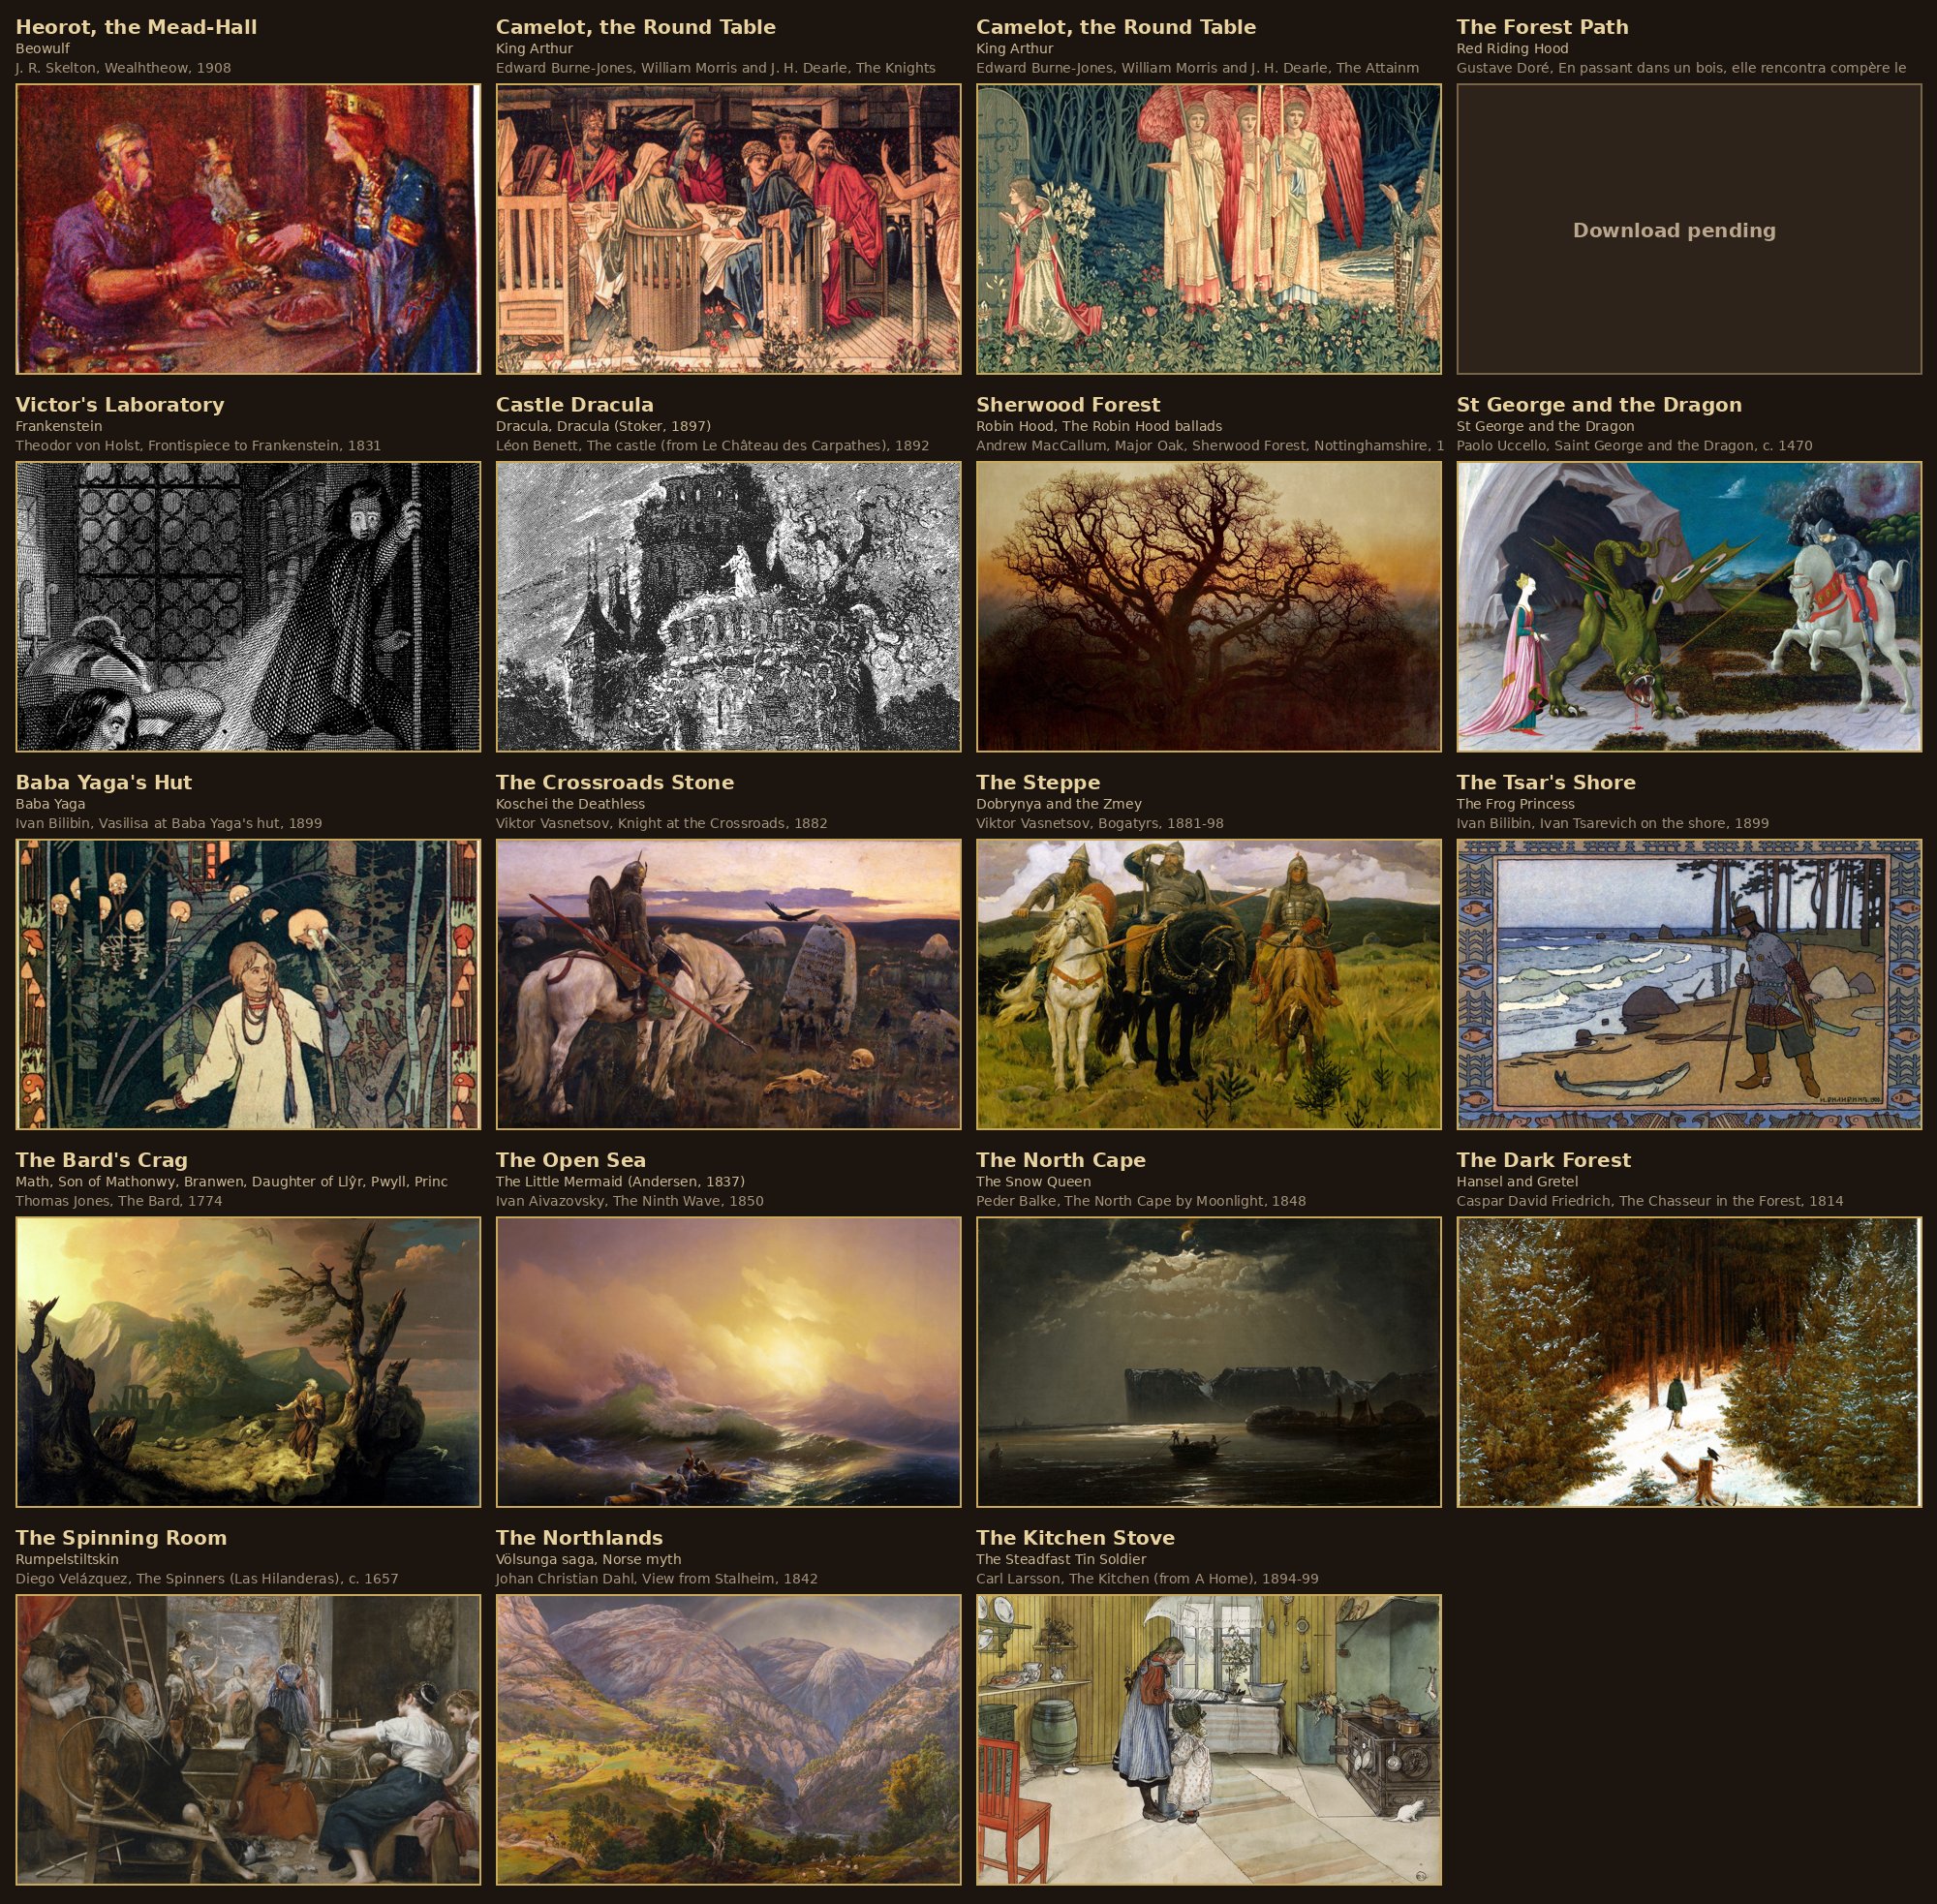 Heorot, the Mead-Hall
Beowulf
J. R. Skelton, Wealhtheow, 1908
Camelot, the Round Table
King Arthur
Edward Burne-Jones, William Morris and J. H. Dearle, The Knights
Camelot, the Round Table
King Arthur
Edward Burne-Jones, William Morris and J. H. Dearle, The Attainm
The Forest Path
Red Riding Hood
Gustave Doré, En passant dans un bois, elle rencontra compère le
Download pending
Victor's Laboratory
Frankenstein
Theodor von Holst, Frontispiece to Frankenstein, 1831
Castle Dracula
Dracula, Dracula (Stoker, 1897)
Léon Benett, The castle (from Le Château des Carpathes), 1892
Sherwood Forest
Robin Hood, The Robin Hood ballads
Andrew MacCallum, Major Oak, Sherwood Forest, Nottinghamshire, 1
St George and the Dragon
St George and the Dragon
Paolo Uccello, Saint George and the Dragon, c. 1470
Baba Yaga's Hut
Baba Yaga
Ivan Bilibin, Vasilisa at Baba Yaga's hut, 1899
The Crossroads Stone
Koschei the Deathless
Viktor Vasnetsov, Knight at the Crossroads, 1882
The Steppe
Dobrynya and the Zmey
Viktor Vasnetsov, Bogatyrs, 1881-98
The Tsar's Shore
The Frog Princess
Ivan Bilibin, Ivan Tsarevich on the shore, 1899
The Bard's Crag
Math, Son of Mathonwy, Branwen, Daughter of Llŷr, Pwyll, Princ
Thomas Jones, The Bard, 1774
The Open Sea
The Little Mermaid (Andersen, 1837)
Ivan Aivazovsky, The Ninth Wave, 1850
The North Cape
The Snow Queen
Peder Balke, The North Cape by Moonlight, 1848
The Dark Forest
Hansel and Gretel
Caspar David Friedrich, The Chasseur in the Forest, 1814
The Spinning Room
Rumpelstiltskin
Diego Velázquez, The Spinners (Las Hilanderas), c. 1657
The Northlands
Völsunga saga, Norse myth
Johan Christian Dahl, View from Stalheim, 1842
The Kitchen Stove
The Steadfast Tin Soldier
Carl Larsson, The Kitchen (from A Home), 1894-99